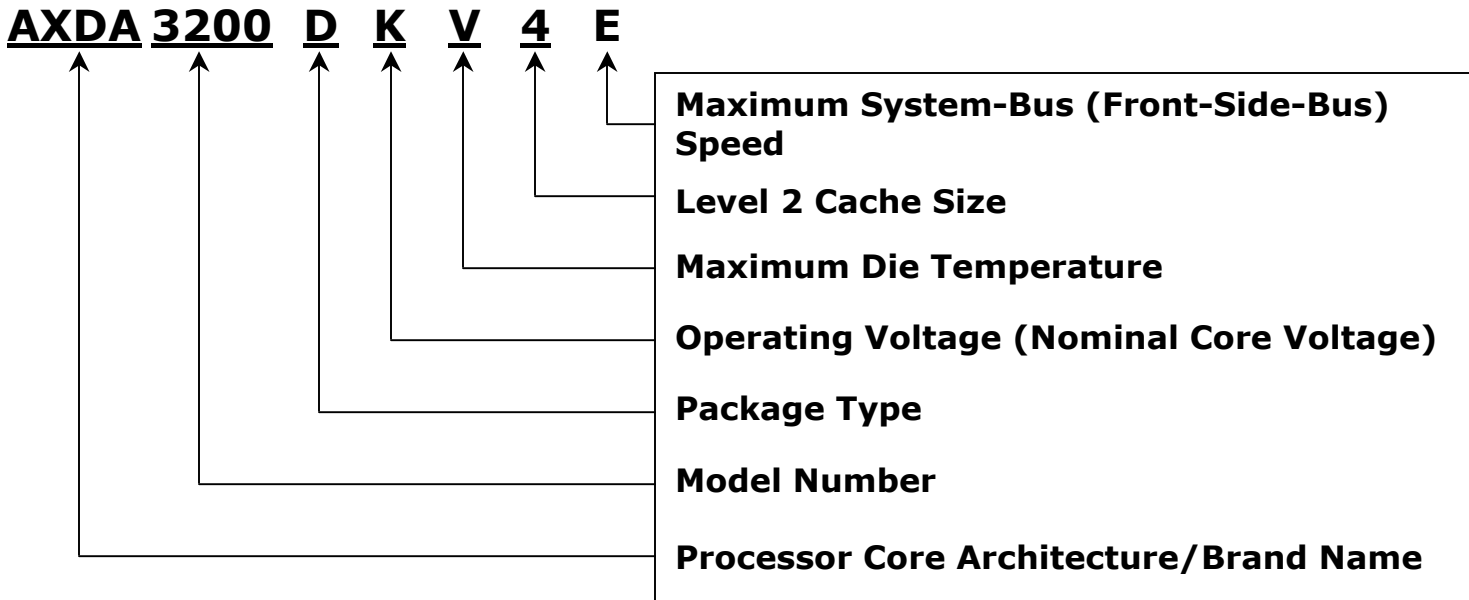 AXDA 3200 D K V 4 E
Maximum System-Bus (Front-Side-Bus)
Speed
Level 2 Cache Size
Maximum Die Temperature
Operating Voltage (Nominal Core Voltage)
Package Type
Model Number
Processor Core Architecture/Brand Name